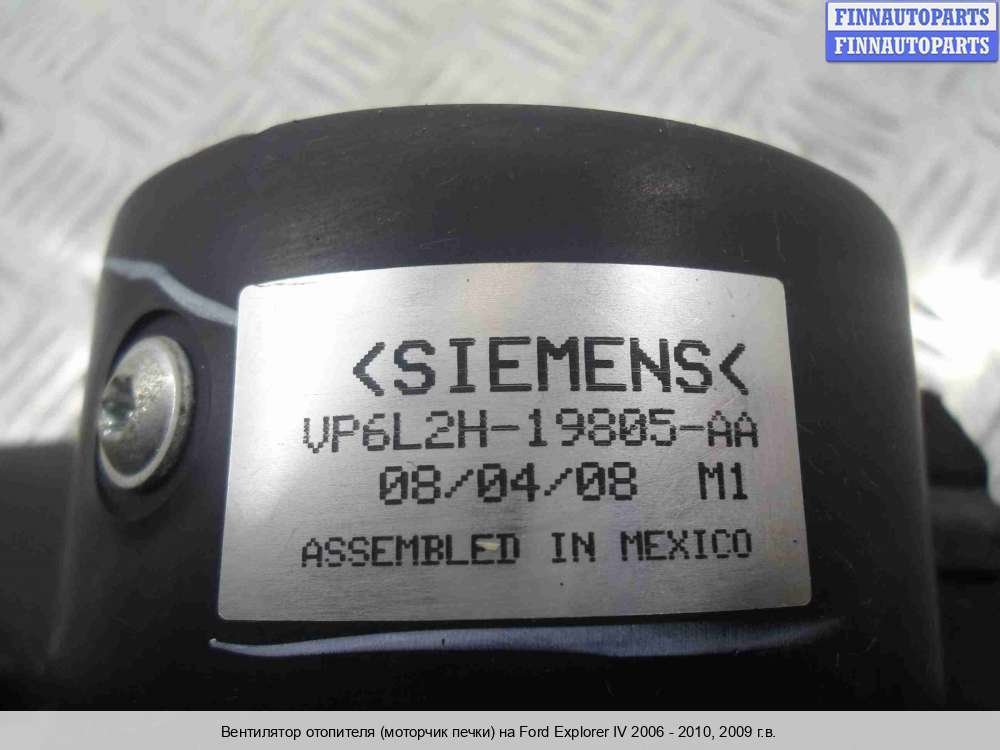 FINNAUTOPARTS
FINNAUTOPARTS
<SIEMENS<
VP6L2H-19805-AA
08/04/08 M1
ASSEMBLED IN MEXICO
Вентилятор отопителя (моторчик печки) на Ford Explorer IV 2006 - 2010, 2009 г.в.